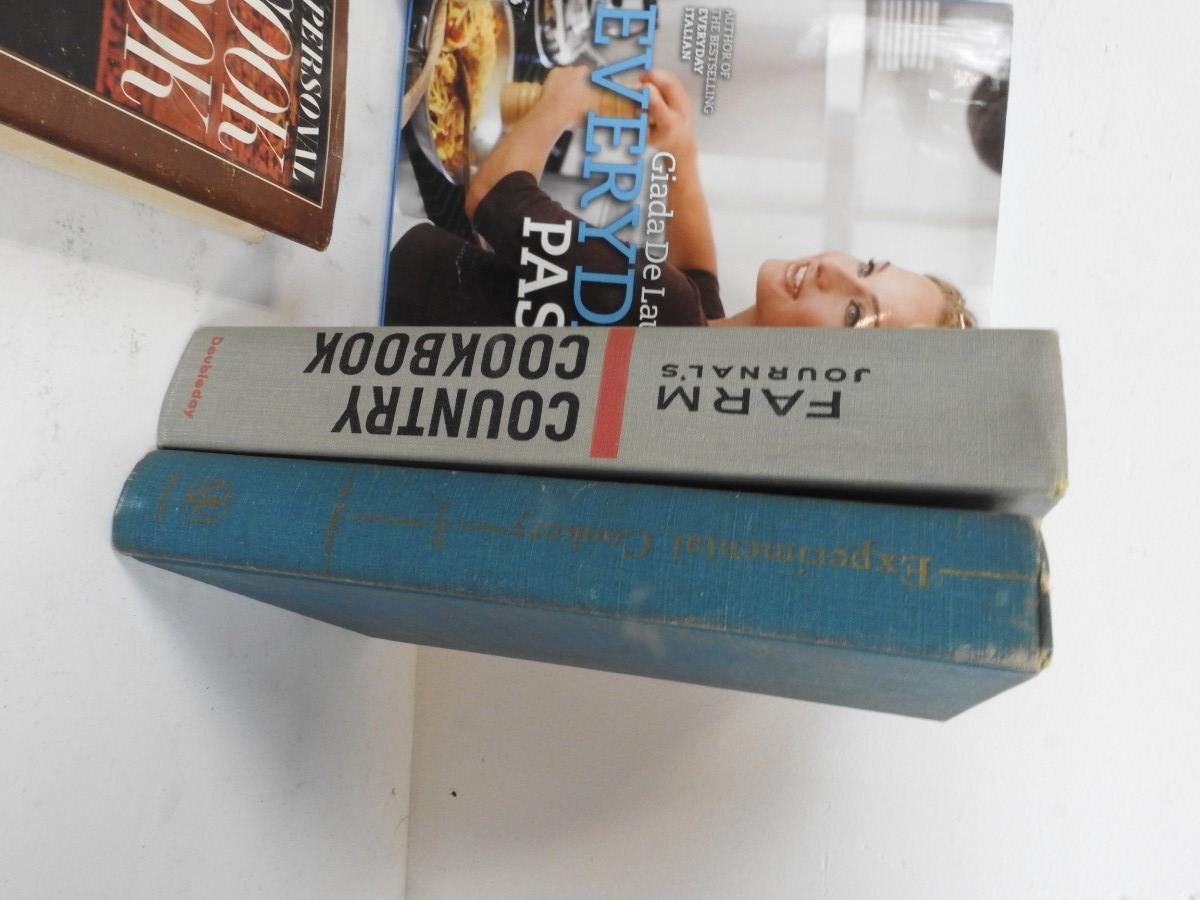 PERSONAL
AUTHOR OF
THE BESTSELLING
EVERYDAY
ITALIAN
Giada De Lau
EVERYD
PAS
FARM
JOURNAL'S
COUNTRY
COOKBOOK
Doubleday
Experimental Cookery